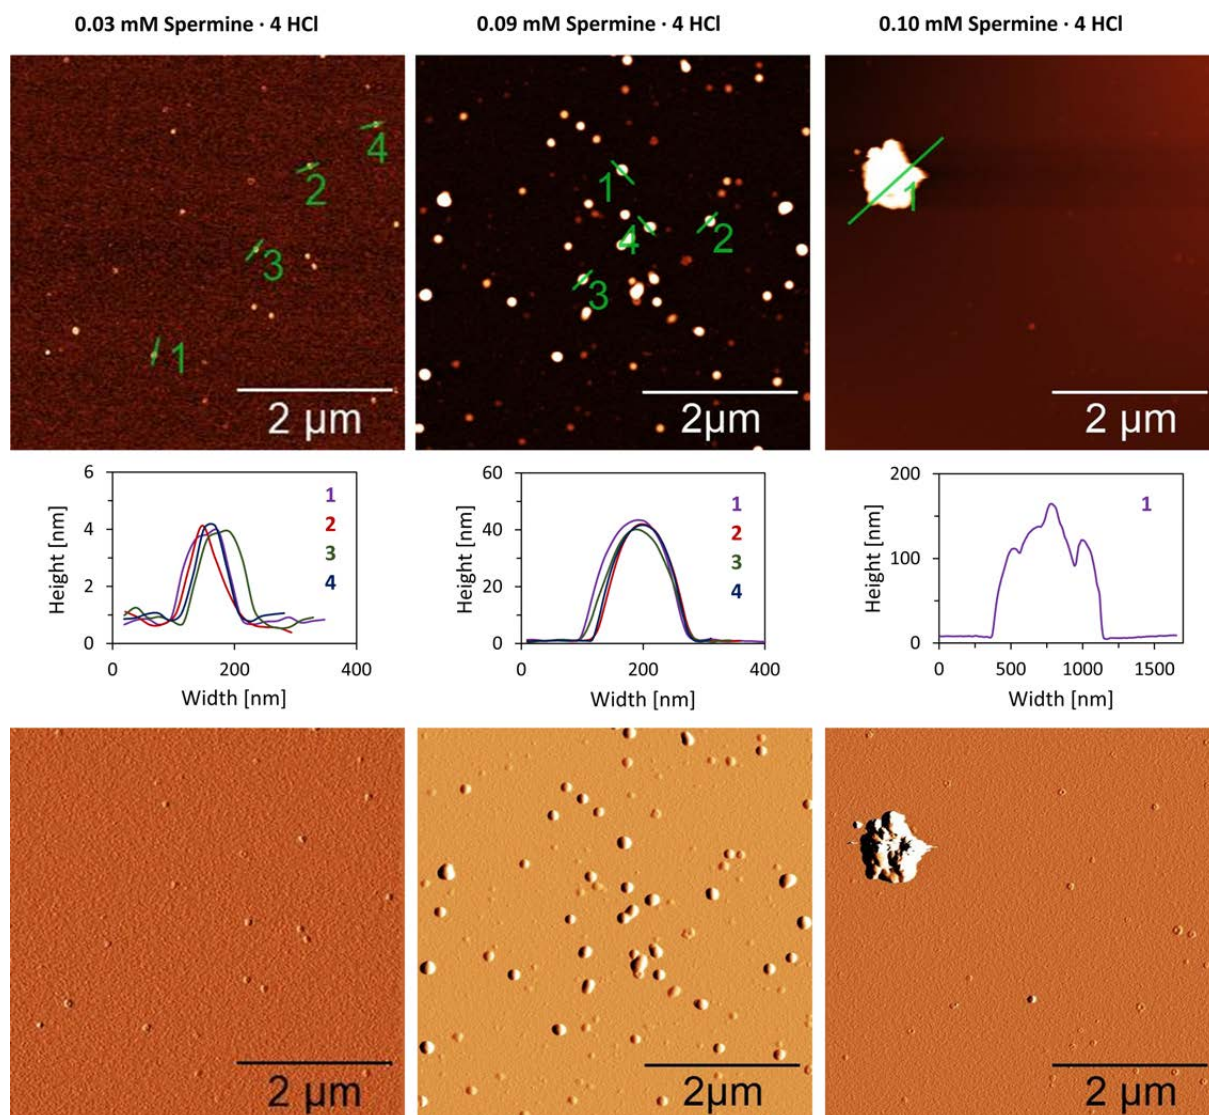 0.03 mM Spermine · 4 HCl
0.09 mM Spermine · 4 HCl
0.10 mM Spermine · 4 HCl
1
2
3
4
2 µm
1
2
3
4
2µm
1
2 µm
6
4
2
0
0
200
400
Height [nm]
Width [nm]
1
2
3
4
60
40
20
0
0
200
400
Height [nm]
Width [nm]
1
2
3
4
200
100
0
0
500
1000
1500
Height [nm]
Width [nm]
1
2 µm
2 µm
2 µm